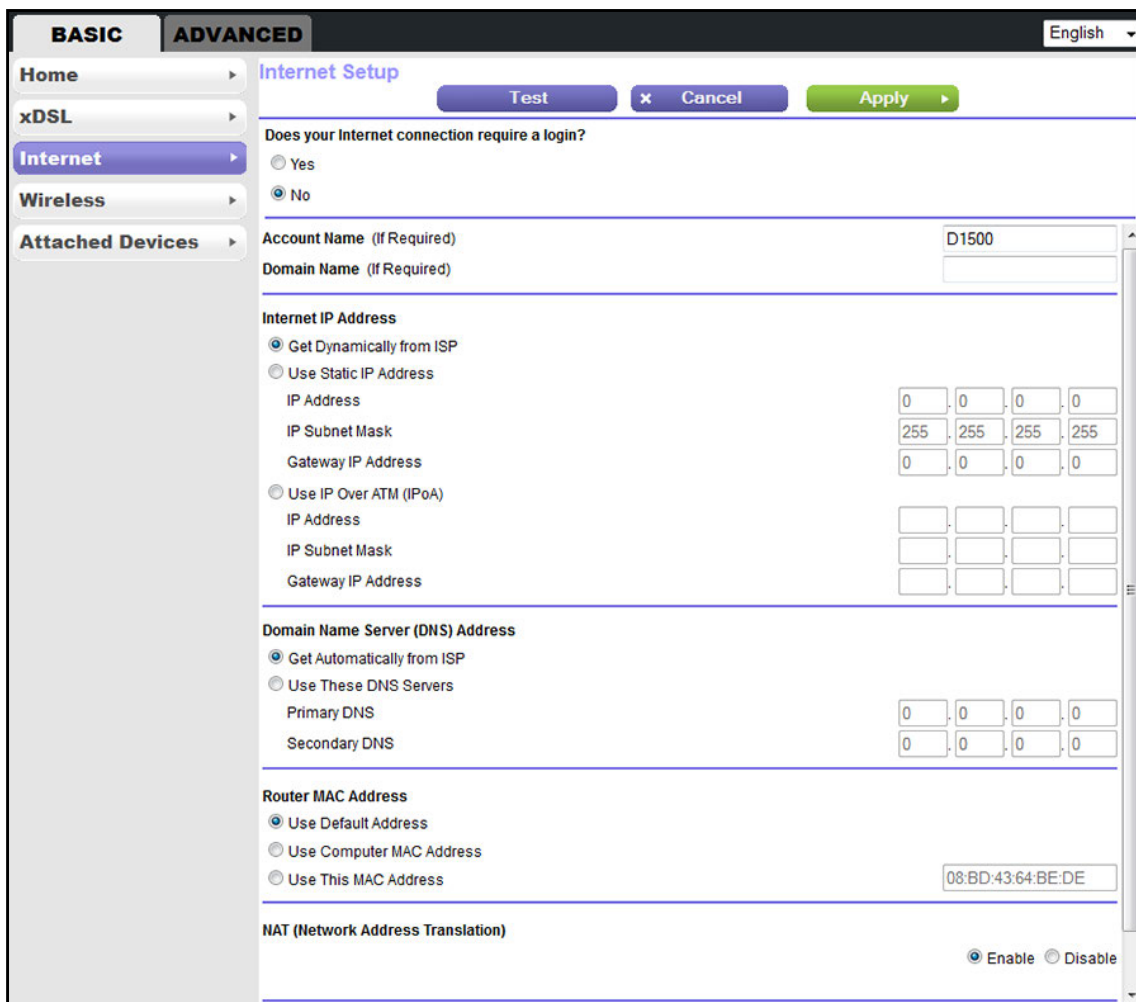 BASIC ADVANCED English
Home
xDSL
Internet
Wireless
Attached Devices
Internet Setup
Test × Cancel Apply
Does your Internet connection require a login?
Yes
No
Account Name (If Required) D1500
Domain Name (If Required)
Internet IP Address
Get Dynamically from ISP
Use Static IP Address
IP Address 0 . 0 . 0 . 0
IP Subnet Mask 255 . 255 . 255 . 255
Gateway IP Address 0 . 0 . 0 . 0
Use IP Over ATM (IPoA)
IP Address . . .
IP Subnet Mask . . .
Gateway IP Address . . .
Domain Name Server (DNS) Address
Get Automatically from ISP
Use These DNS Servers
Primary DNS 0 . 0 . 0 . 0
Secondary DNS 0 . 0 . 0 . 0
Router MAC Address
Use Default Address
Use Computer MAC Address
Use This MAC Address 08:BD:43:64:BE:DE
NAT (Network Address Translation)
Enable Disable